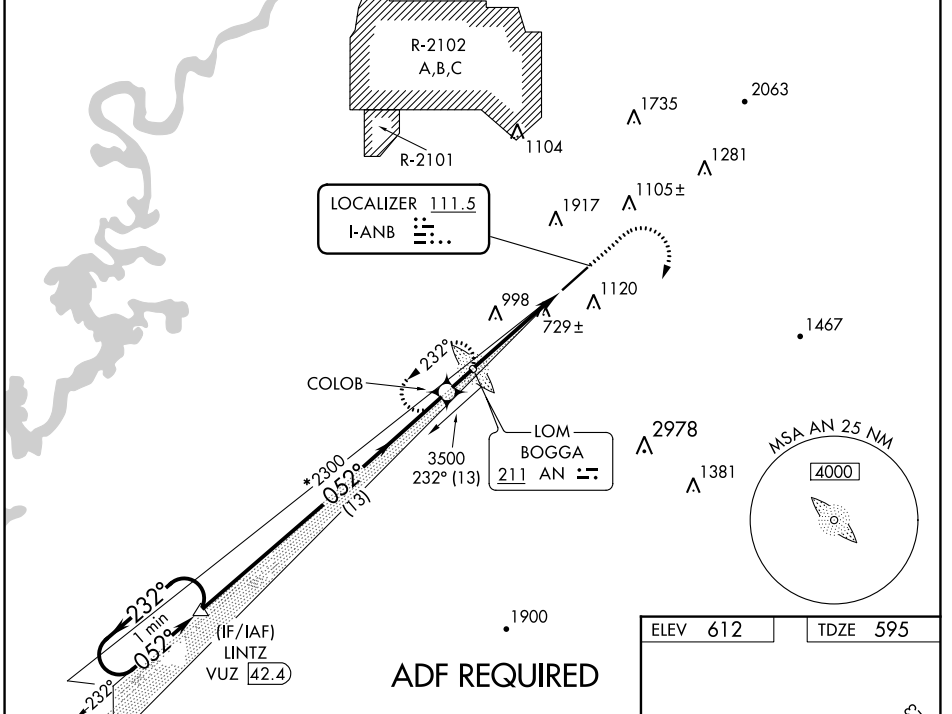 R-2102
A,B,C
R-2101
1104
1735
2063
1281
1105±
1917
LOCALIZER 111.5
I-ANB
998
729±
1120
1467
232°
COLOB
LOM
BOGGA
211 AN
3500
232° (13)
*2300
052°
(13)
2978
1381
MSA AN 25 NM
4000
232°
1 min
052°
232°
(IF/IAF)
LINTZ
VUZ 42.4
1900
ADF REQUIRED
ELEV 612
TDZE 595